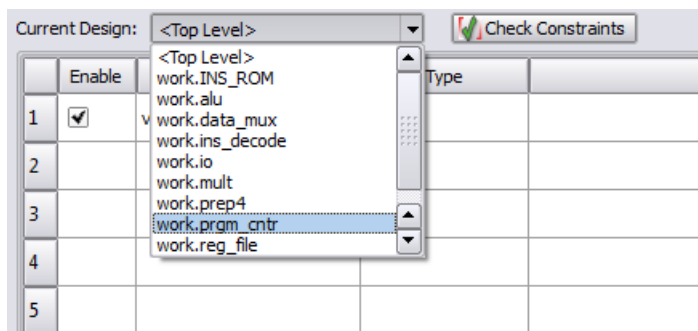 Current Design: <Top Level> Check Constraints
Enable Type
<Top Level>
work.INS_ROM
work.alu
1 v
work.data_mux
work.ins_decode
2
work.io
work.mult
3
work.prep4
work.prgm_cntr
work.reg_file
4
5